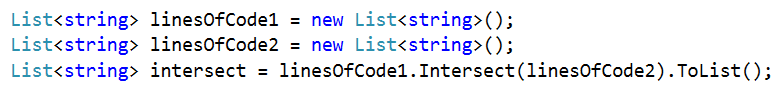 List<string> linesOfCode1 = new List<string>();
List<string> linesOfCode2 = new List<string>();
List<string> intersect = linesOfCode1.Intersect(linesOfCode2).ToList();